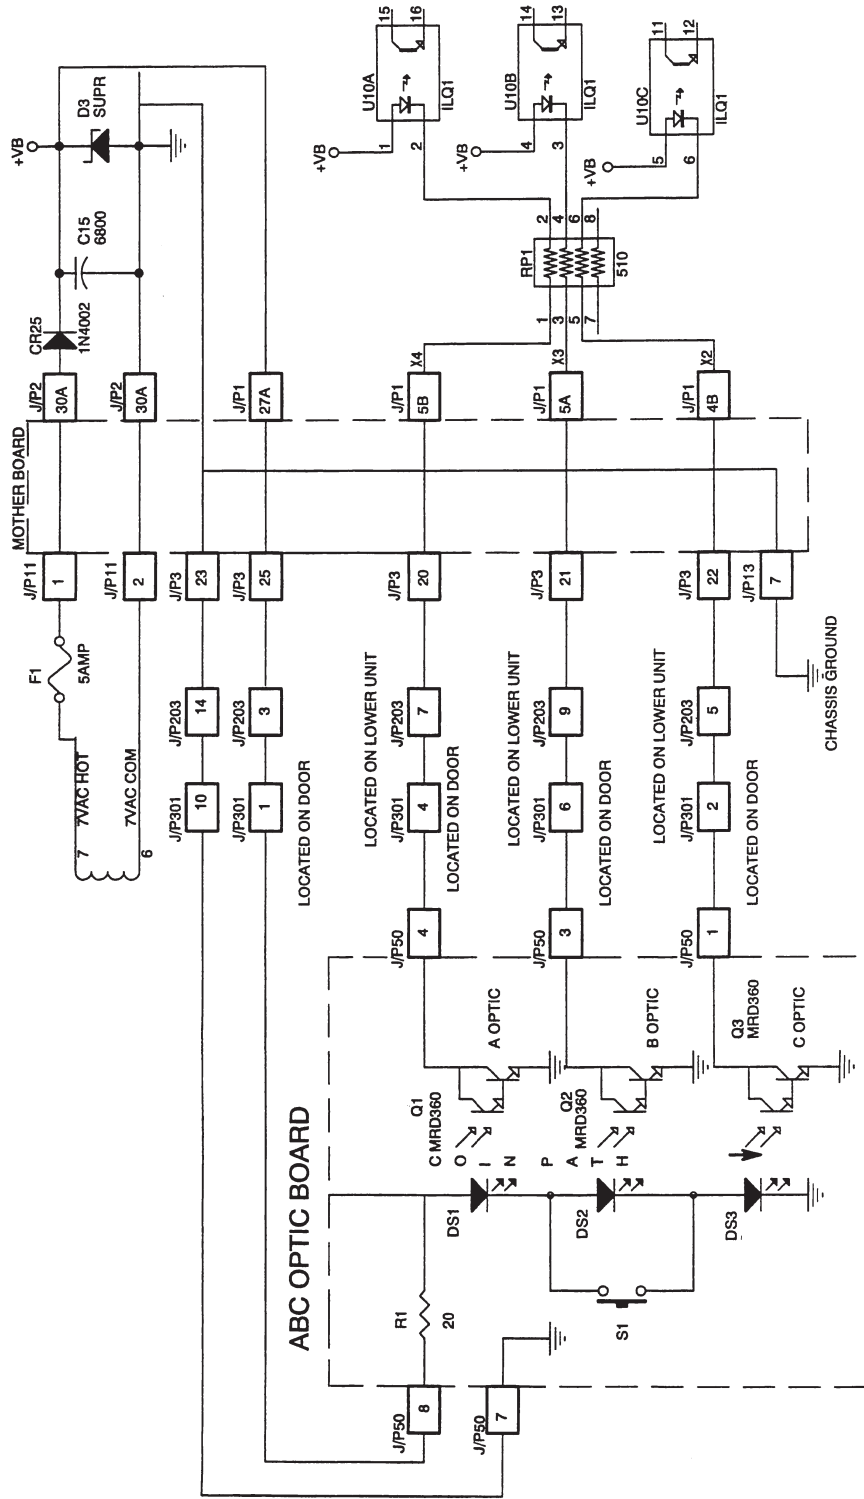 MOTHER BOARD
+VB
F1
5AMP
J/P11
1
J/P2
30A
CR25
1N4002
C15
6800
D3
SUPR
7
7VAC HOT
7VAC COM
6
J/P11
2
J/P2
30A
J/P301
10
J/P203
14
J/P3
23
J/P301
1
J/P203
3
J/P3
25
J/P1
27A
LOCATED ON DOOR
ABC OPTIC BOARD
LOCATED ON LOWER UNIT
J/P50
8
R1
20
J/P50
4
J/P301
4
J/P203
7
J/P3
20
J/P1
5B
X4
LOCATED ON DOOR
+VB
1
2
U10A
15
16
ILQ1
J/P50
7
DS1
COIN PATH
Q1
MRD360
A OPTIC
LOCATED ON LOWER UNIT
J/P50
3
J/P301
6
J/P203
9
J/P3
21
J/P1
5A
X3
LOCATED ON DOOR
RP1
1
3
5
7
2
4
6
8
510
+VB
4
3
U10B
14
13
ILQ1
S1
DS2
Q2
MRD360
B OPTIC
LOCATED ON LOWER UNIT
J/P50
1
J/P301
2
J/P203
5
J/P3
22
J/P1
4B
X2
LOCATED ON DOOR
+VB
5
6
U10C
11
12
ILQ1
DS3
Q3
MRD360
C OPTIC
J/P13
7
CHASSIS GROUND